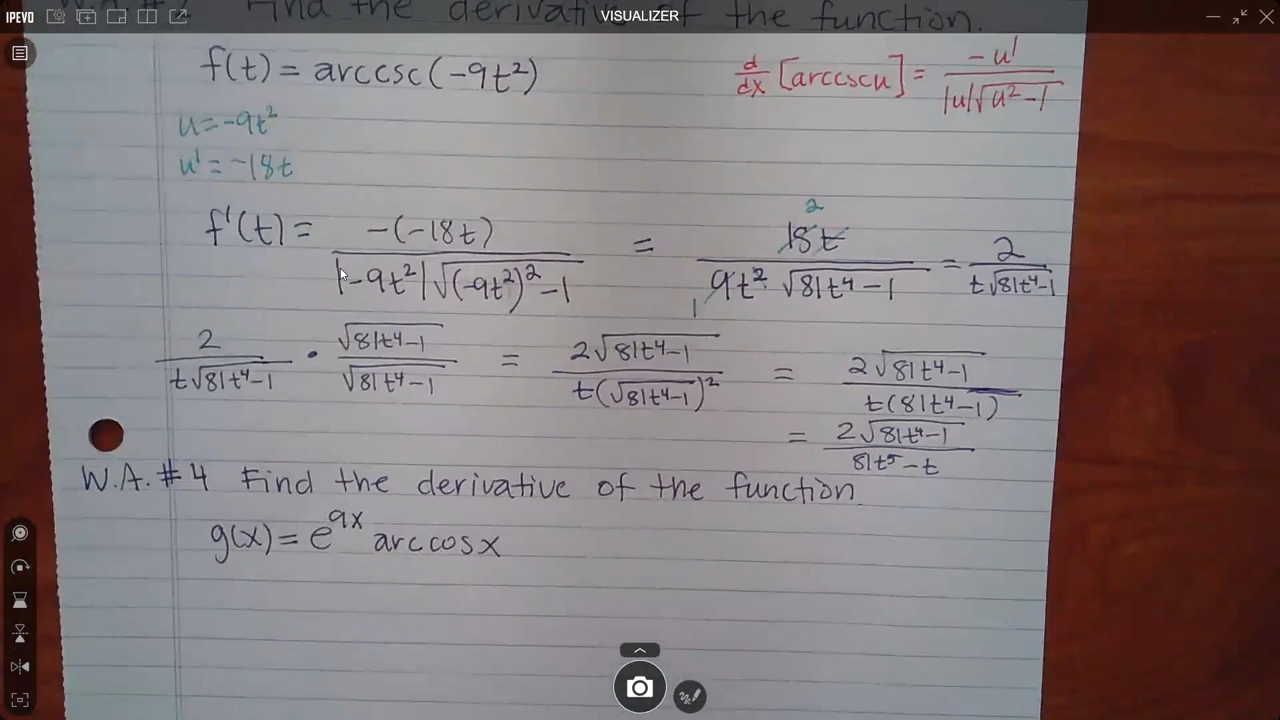 IPEVO VISUALIZER
Find the derivative of the function.
f(t) = arccsc(-9t²)
d/dx [arccsc u] = -u' / |u|√(u²-1)
u = -9t²
u' = -18t
f'(t) = -(-18t) / |-9t²|√((-9t²)²-1) = 2 18t / 1 9t²·√(81t⁴-1) = 2 / t√(81t⁴-1)
2 / t√(81t⁴-1) • √(81t⁴-1) / √(81t⁴-1) = 2√(81t⁴-1) / t(√(81t⁴-1))² = 2√(81t⁴-1) / t(81t⁴-1)
= 2√(81t⁴-1) / 81t⁵-t
W.A. #4 Find the derivative of the function
g(x) = e^9x arccosx